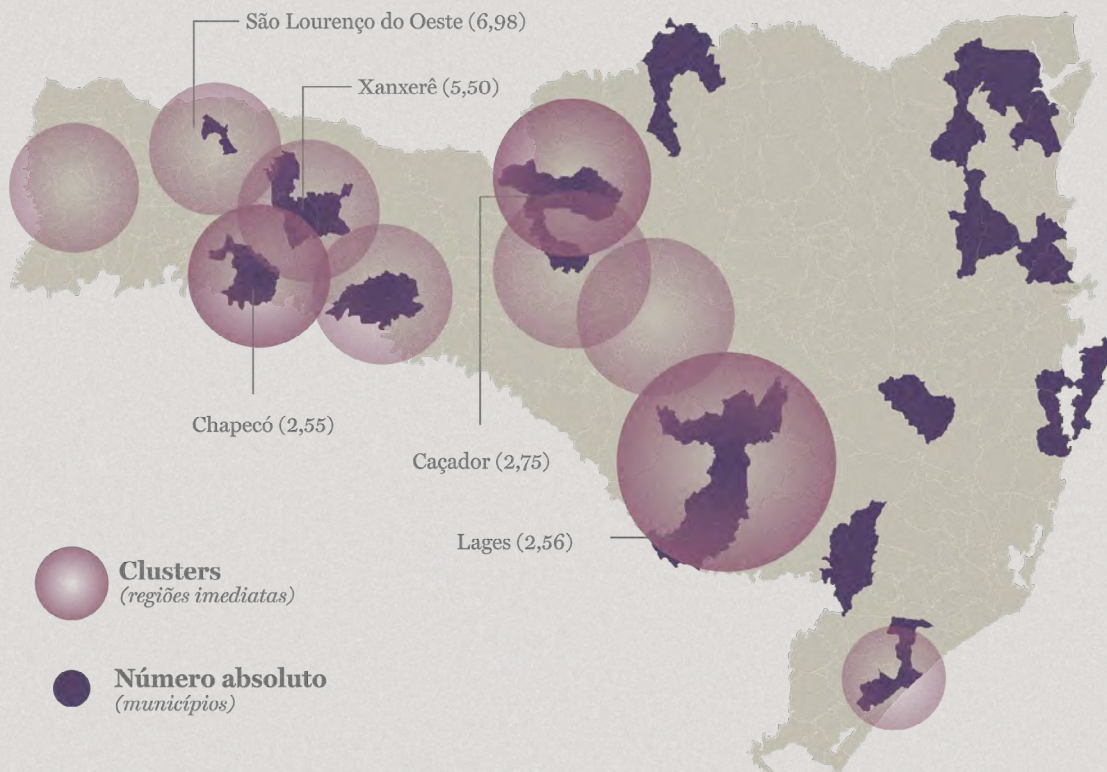 São Lourenço do Oeste (6,98)
Xanxerê (5,50)
Chapecó (2,55)
Caçador (2,75)
Lages (2,56)
Clusters
(regiões imediatas)
Número absoluto
(municípios)